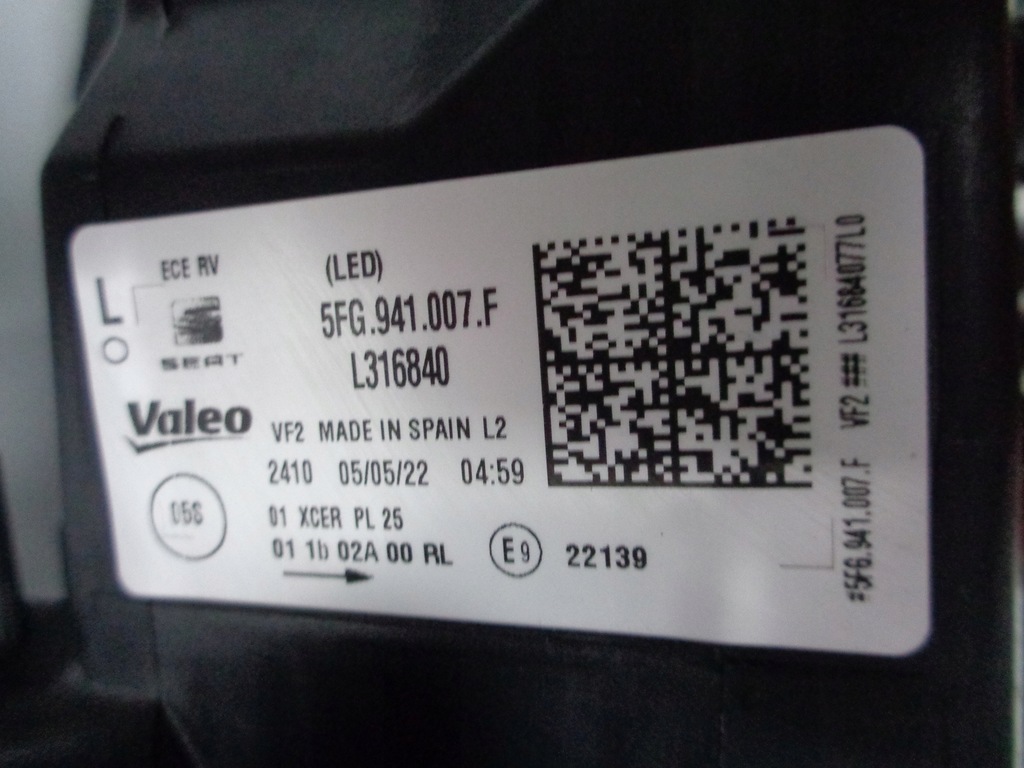 L
O
ECE RV
SEAT
Valeo
(LED)
5FG.941.007.F
L316840
VF2 MADE IN SPAIN L2
2410 05/05/22 04:59
01 XCER PL 25
01 1b 02A 00 RL
E9 22139
#5FG.941.007.F VF2 ### L31684077L0